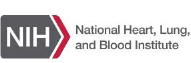 NIH
National Heart, Lung,
and Blood Institute